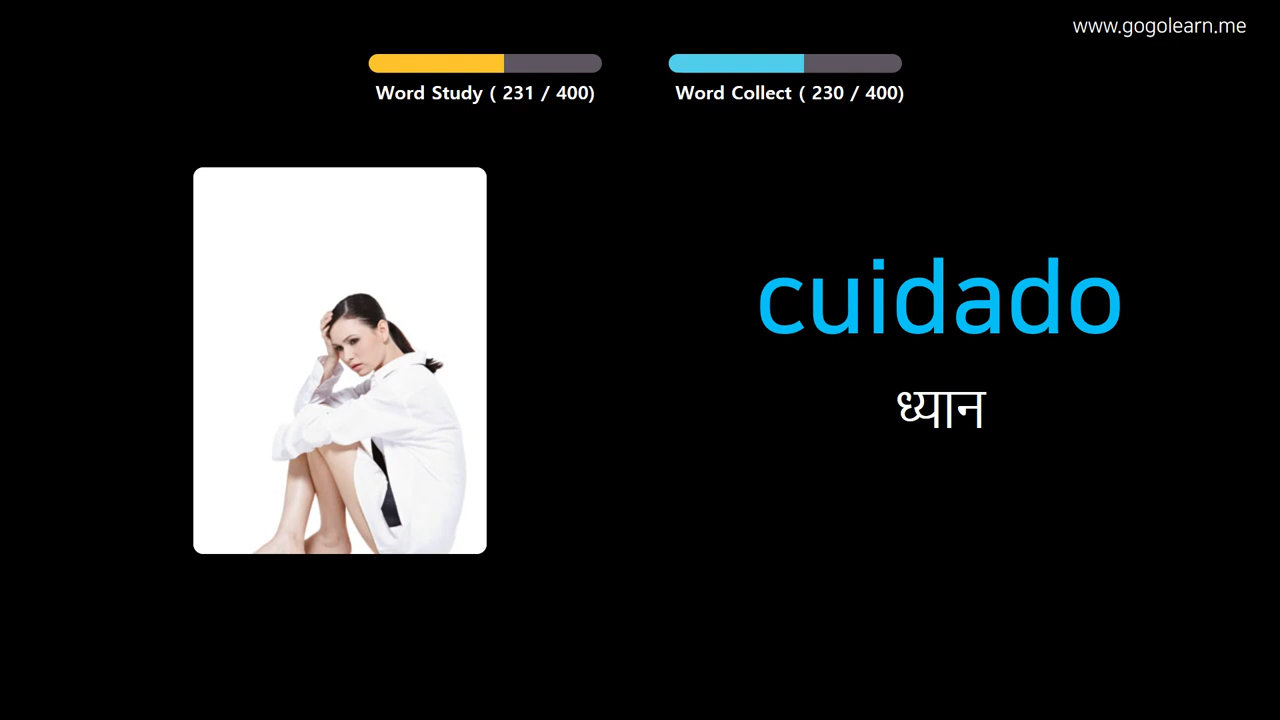 www.gogolearn.me
Word Study ( 231 / 400)
Word Collect ( 230 / 400)
cuidado
ध्यान